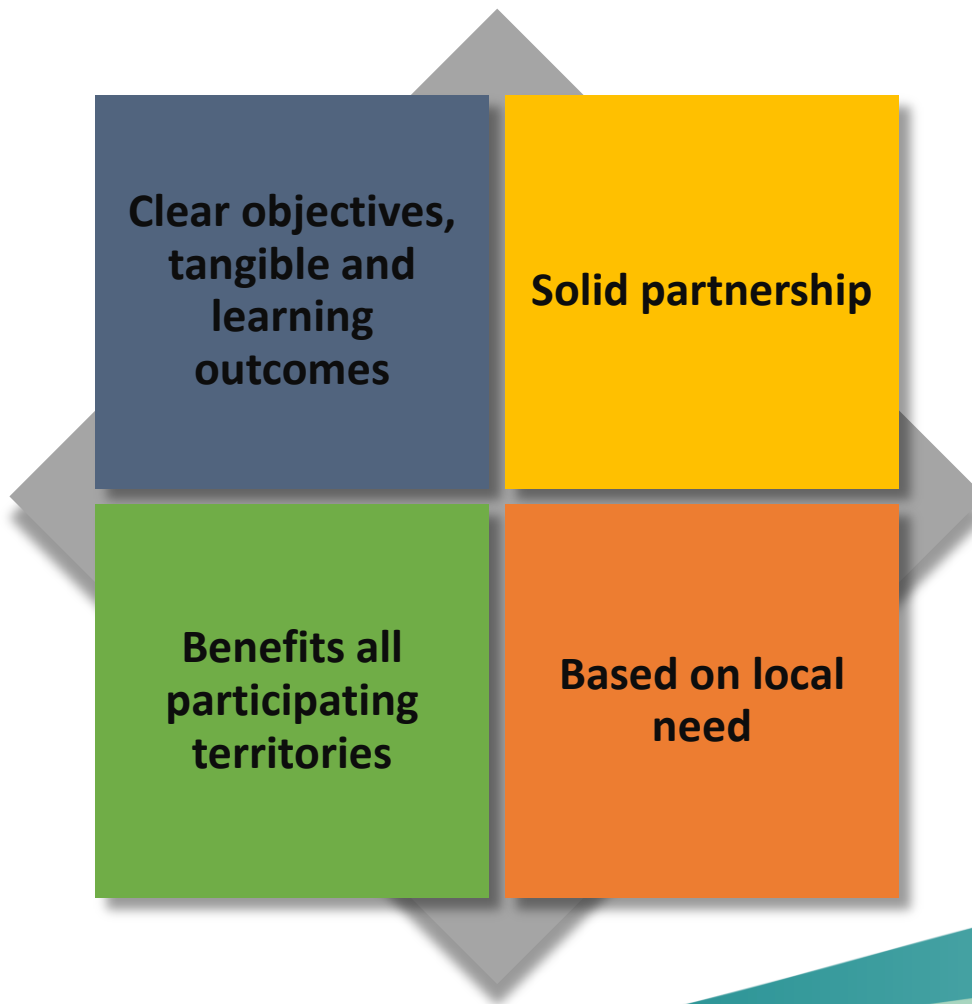 Clear objectives,
tangible and
learning
outcomes
Solid partnership
Benefits all
participating
territories
Based on local
need